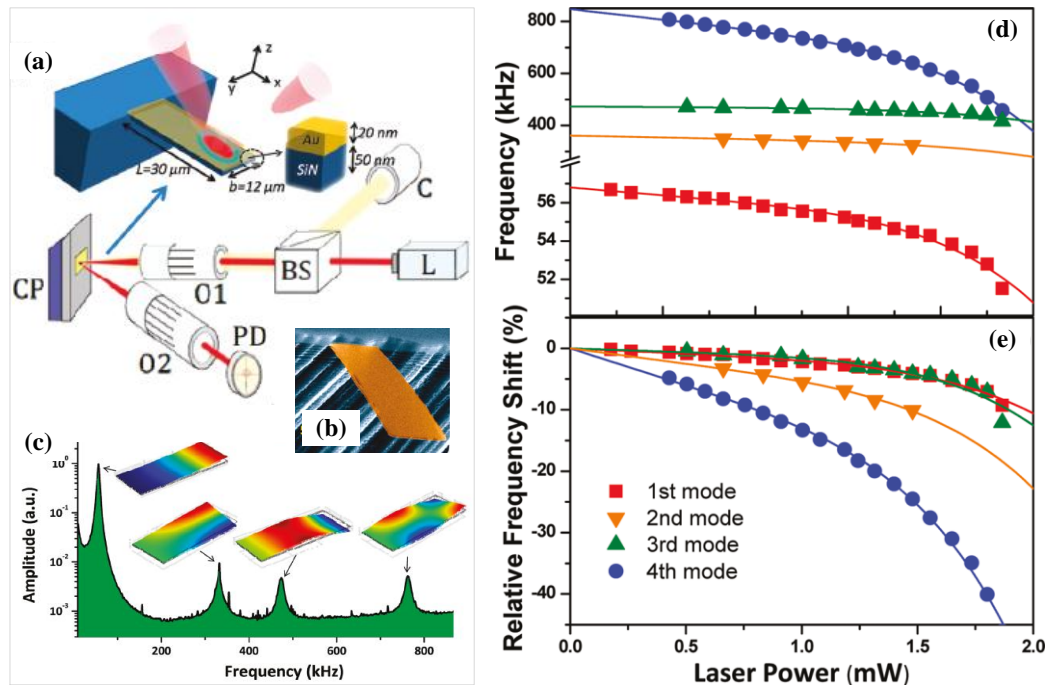 (a)
z
y
x
L=30 μm
b=12 μm
Au
SiN
20 nm
50 nm
C
BS
L
O1
CP
O2
PD
(b)
(c)
Amplitude (a.u.)
10⁰
10⁻¹
10⁻²
10⁻³
200
400
600
800
Frequency (kHz)
(d)
Frequency (kHz)
800
600
400
56
54
52
(e)
Relative Frequency Shift (%)
0
-10
-20
-30
-40
1st mode
2nd mode
3rd mode
4th mode
0.0
0.5
1.0
1.5
2.0
Laser Power (mW)